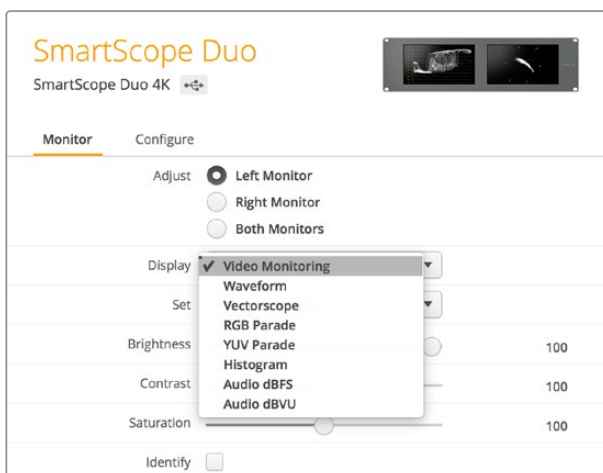 SmartScope Duo
SmartScope Duo 4K
Monitor Configure
Adjust Left Monitor
Right Monitor
Both Monitors
Display ✔ Video Monitoring
Waveform
Set Vectorscope
RGB Parade
Brightness YUV Parade 100
Histogram
Contrast Audio dBFS 100
Audio dBVU
Saturation 100
Identify